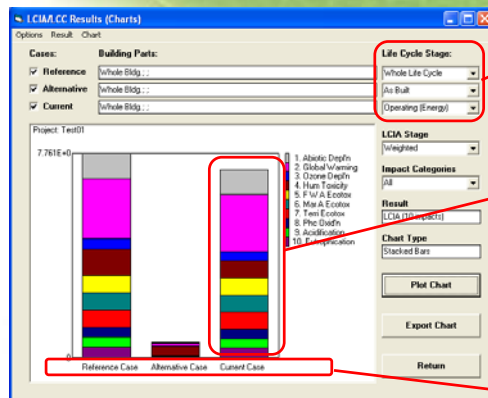 LCIA/LCC Results (Charts)
Options Result Chart
Cases: Building Parts: Life Cycle Stage:
Reference Whole Bldg.: ; Whole Life Cycle
Alternative Whole Bldg.: ; As Built
Current Whole Bldg.: ; Operating (Energy)
Project: Test01
7.761E+0
1. Abiotic Depl'n
2. Global Warming
3. Ozone Depl'n
4. Hum Toxicity
5. F W A Ecotox
6. Mar A Ecotox
7. Terri Ecotox
8. Pho Oxid'n
9. Acidification
10. Eutrophication
0
Reference Case Alternative Case Current Case
LCIA Stage
Weighted
Impact Categories
All
Result
LCIA (10 impacts)
Chart Type
Stacked Bars
Plot Chart
Export Chart
Return